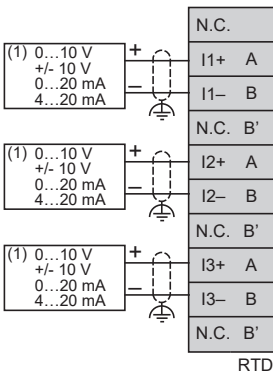 N.C.
(1) 0...10 V
+/- 10 V
0...20 mA
4...20 mA
+
–
I1+ A
I1– B
N.C. B'
(1) 0...10 V
+/- 10 V
0...20 mA
4...20 mA
+
–
I2+ A
I2– B
N.C. B'
(1) 0...10 V
+/- 10 V
0...20 mA
4...20 mA
+
–
I3+ A
I3– B
N.C. B'
RTD